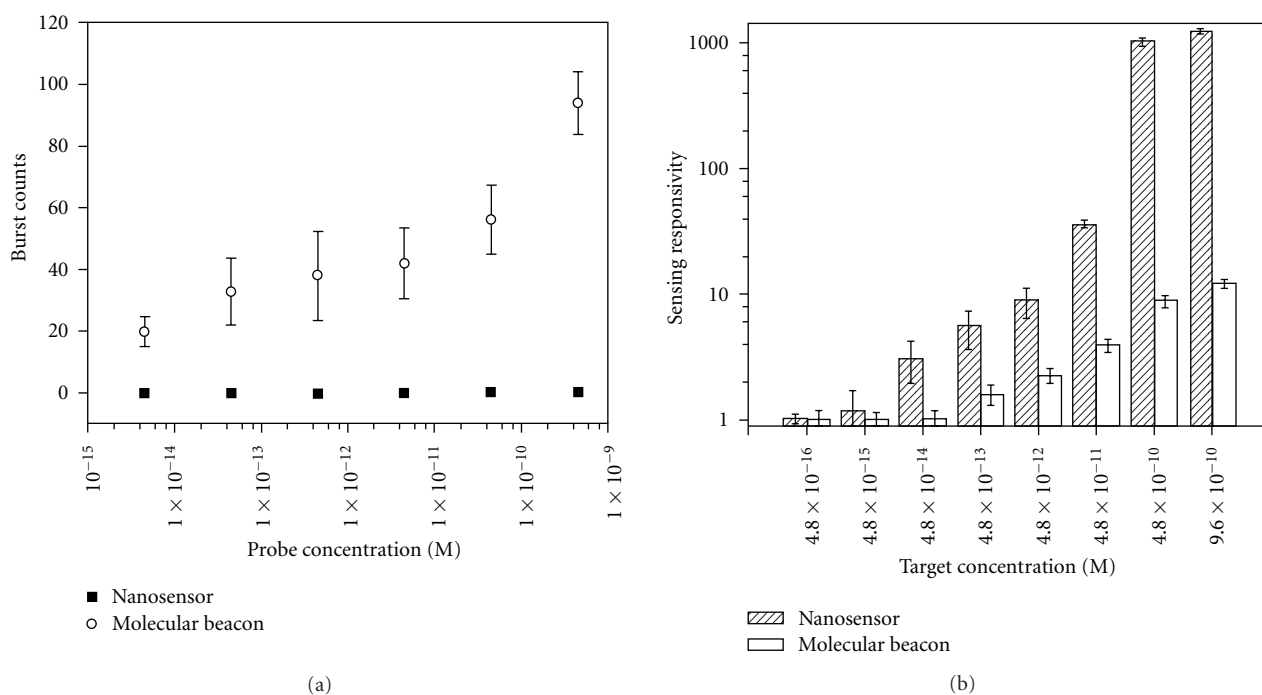 120
100
80
60
40
20
0
Burst counts
10⁻¹⁵
1 × 10⁻¹⁴
1 × 10⁻¹³
1 × 10⁻¹²
1 × 10⁻¹¹
1 × 10⁻¹⁰
1 × 10⁻⁹
Probe concentration (M)
Nanosensor
Molecular beacon
(a)
1000
100
10
1
Sensing responsivity
4.8 × 10⁻¹⁶
4.8 × 10⁻¹⁵
4.8 × 10⁻¹⁴
4.8 × 10⁻¹³
4.8 × 10⁻¹²
4.8 × 10⁻¹¹
4.8 × 10⁻¹⁰
9.6 × 10⁻¹⁰
Target concentration (M)
Nanosensor
Molecular beacon
(b)